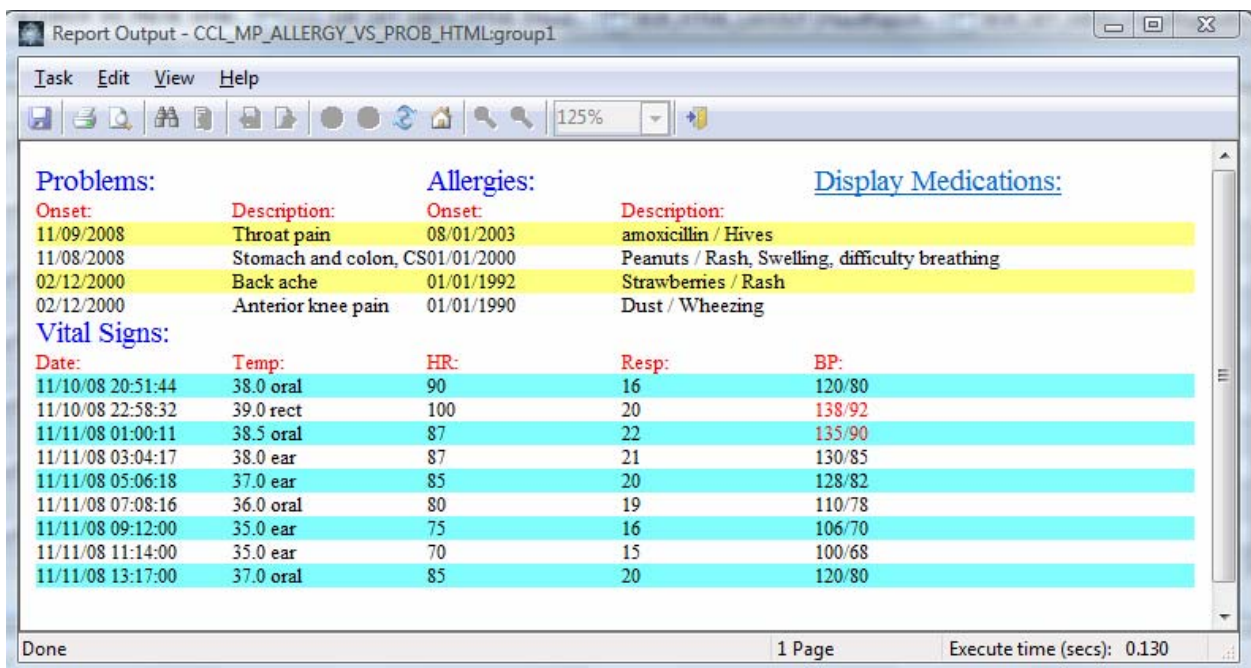 Report Output - CCL_MP_ALLERGY_VS_PROB_HTML:group1
Task Edit View Help
125%
Problems: Allergies: Display Medications:
Onset: Description: Onset: Description:
11/09/2008 Throat pain 08/01/2003 amoxicillin / Hives
11/08/2008 Stomach and colon, CS01/01/2000 Peanuts / Rash, Swelling, difficulty breathing
02/12/2000 Back ache 01/01/1992 Strawberries / Rash
02/12/2000 Anterior knee pain 01/01/1990 Dust / Wheezing
Vital Signs:
Date: Temp: HR: Resp: BP:
11/10/08 20:51:44 38.0 oral 90 16 120/80
11/10/08 22:58:32 39.0 rect 100 20 138/92
11/11/08 01:00:11 38.5 oral 87 22 135/90
11/11/08 03:04:17 38.0 ear 87 21 130/85
11/11/08 05:06:18 37.0 ear 85 20 128/82
11/11/08 07:08:16 36.0 oral 80 19 110/78
11/11/08 09:12:00 35.0 ear 75 16 106/70
11/11/08 11:14:00 35.0 ear 70 15 100/68
11/11/08 13:17:00 37.0 oral 85 20 120/80
Done 1 Page Execute time (secs): 0.130